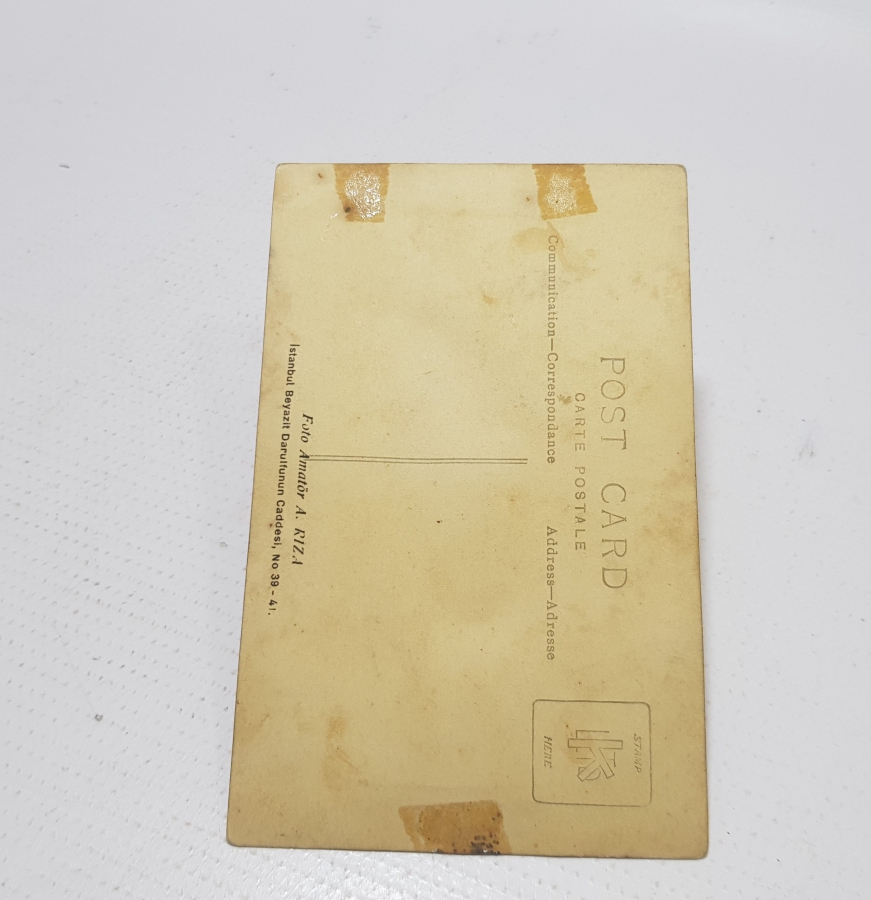 POST CARD
CARTE POSTALE
Communication—Correspondance
Address—Adresse
STAMP
HERE
Foto Amatör A. RIZA
Istanbul Beyazit Darulfunun Caddesi, No 39 - 41.